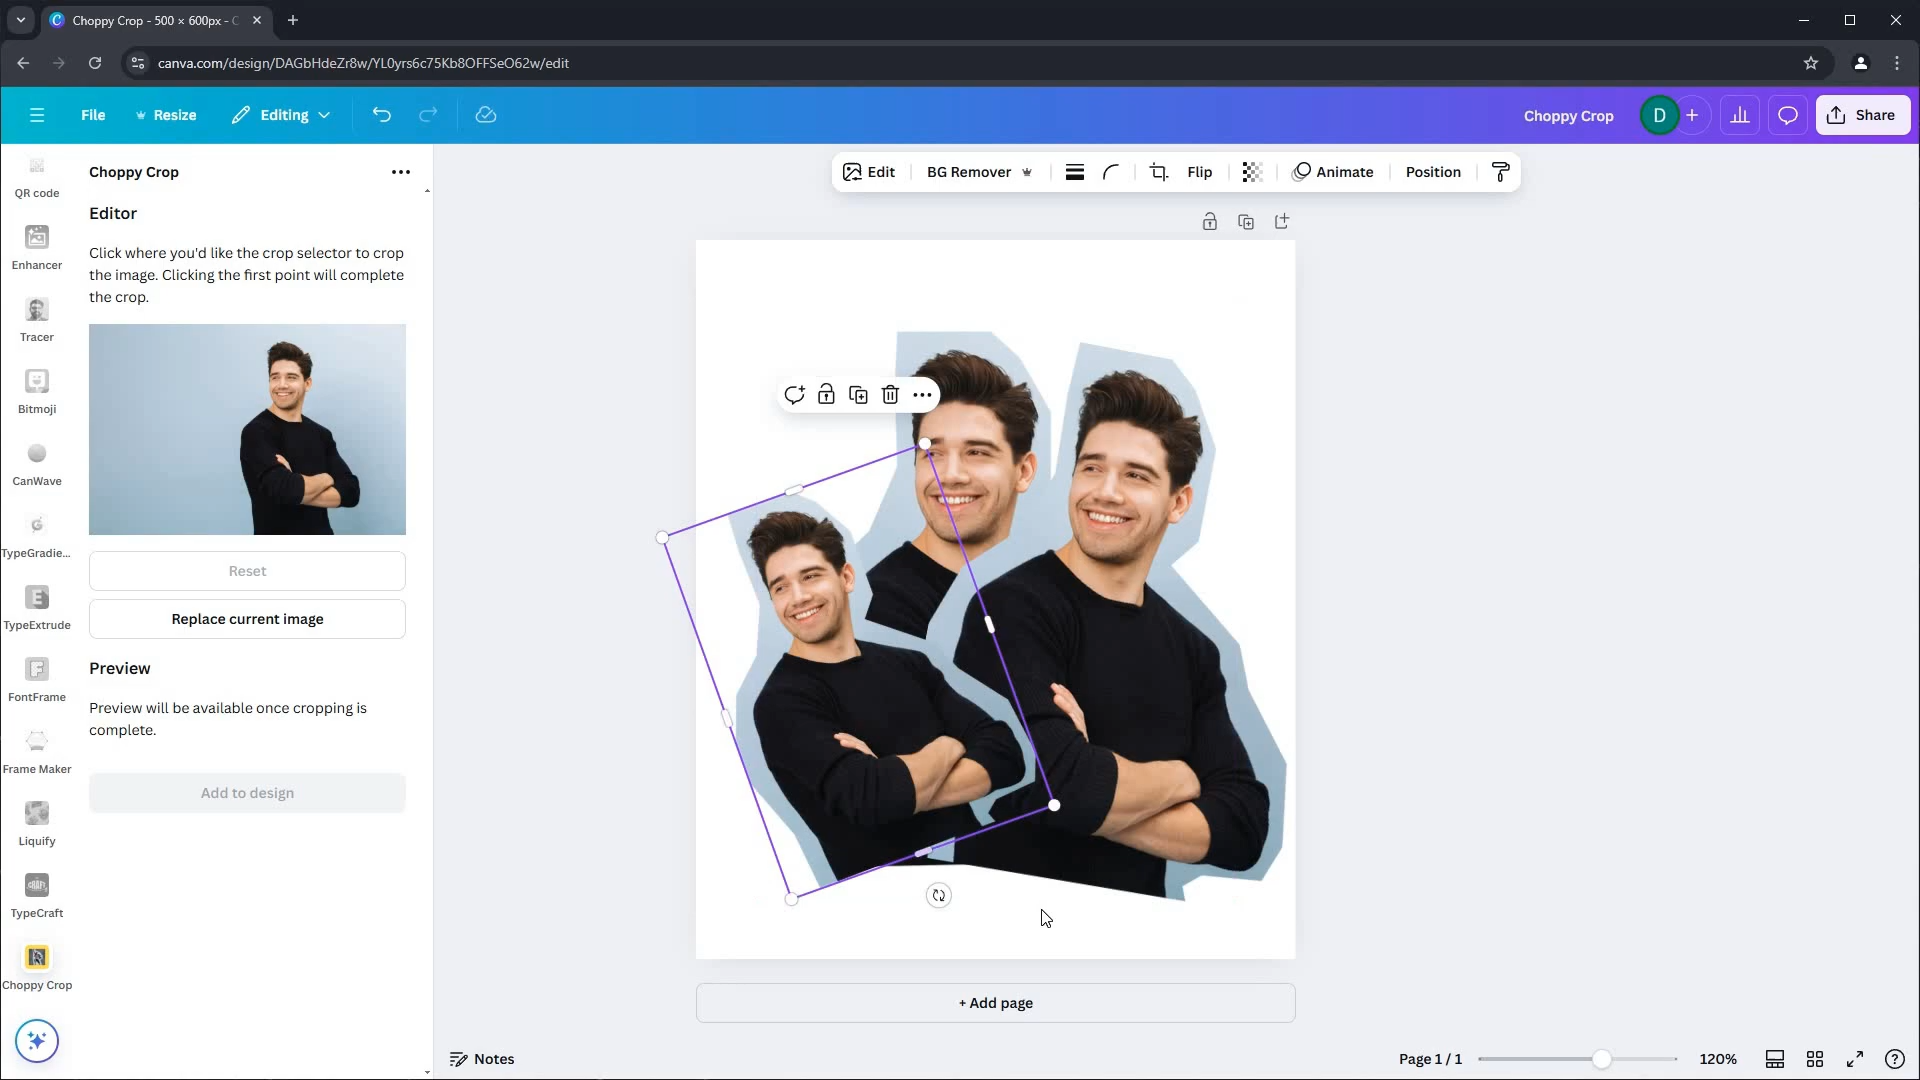 Choppy Crop - 500 × 600px - C
canva.com/design/DAGbHdeZr8w/YL0yrs6c75Kb8OFFSeO62w/edit
File
Resize
Editing
Choppy Crop
D
Share
QR code
Enhancer
Tracer
Bitmoji
CanWave
TypeGradie...
TypeExtrude
FontFrame
Frame Maker
Liquify
TypeCraft
Choppy Crop
Choppy Crop
Editor
Click where you'd like the crop selector to crop
the image. Clicking the first point will complete
the crop.
Reset
Replace current image
Preview
Preview will be available once cropping is
complete.
Add to design
Edit
BG Remover
Flip
Animate
Position
+ Add page
Notes
Page 1 / 1
120%